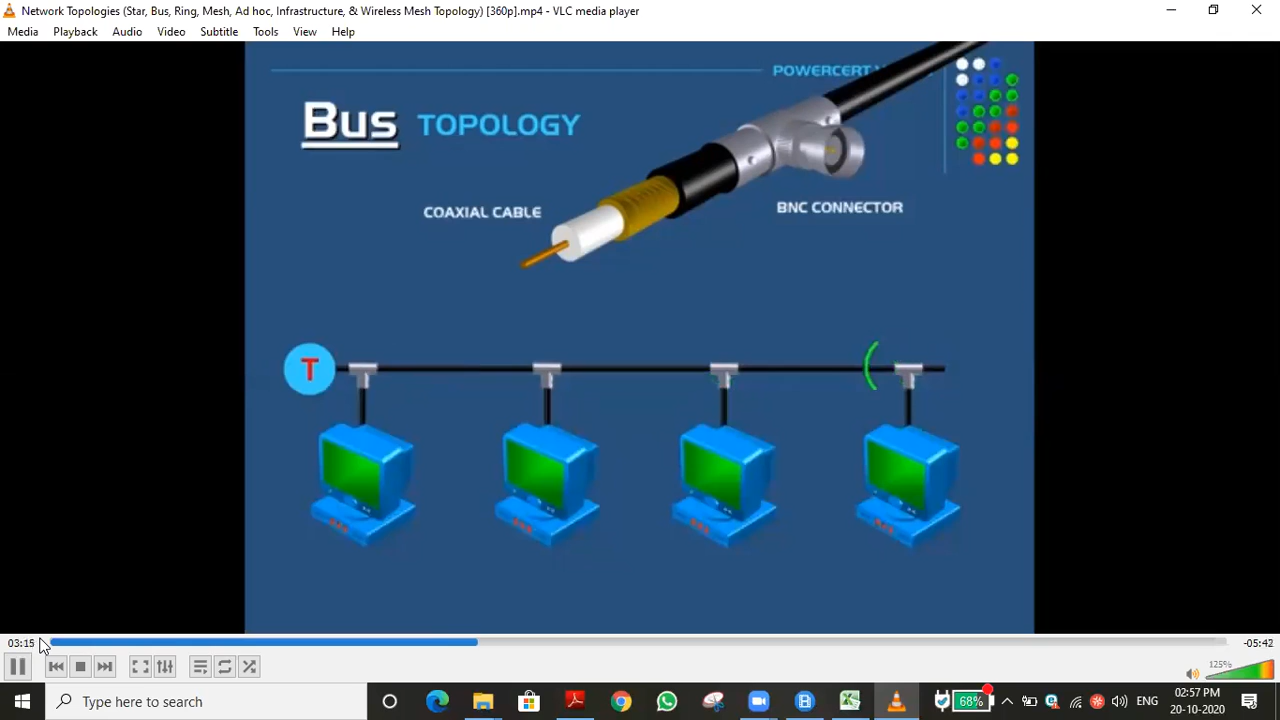 Network Topologies (Star, Bus, Ring, Mesh, Ad hoc, Infrastructure, & Wireless Mesh Topology) [360p].mp4 - VLC media player
Media Playback Audio Video Subtitle Tools View Help
POWERCERT
Bus TOPOLOGY
COAXIAL CABLE
BNC CONNECTOR
T
03:15
-05:42
125%
Type here to search
68%
ENG
02:57 PM
20-10-2020